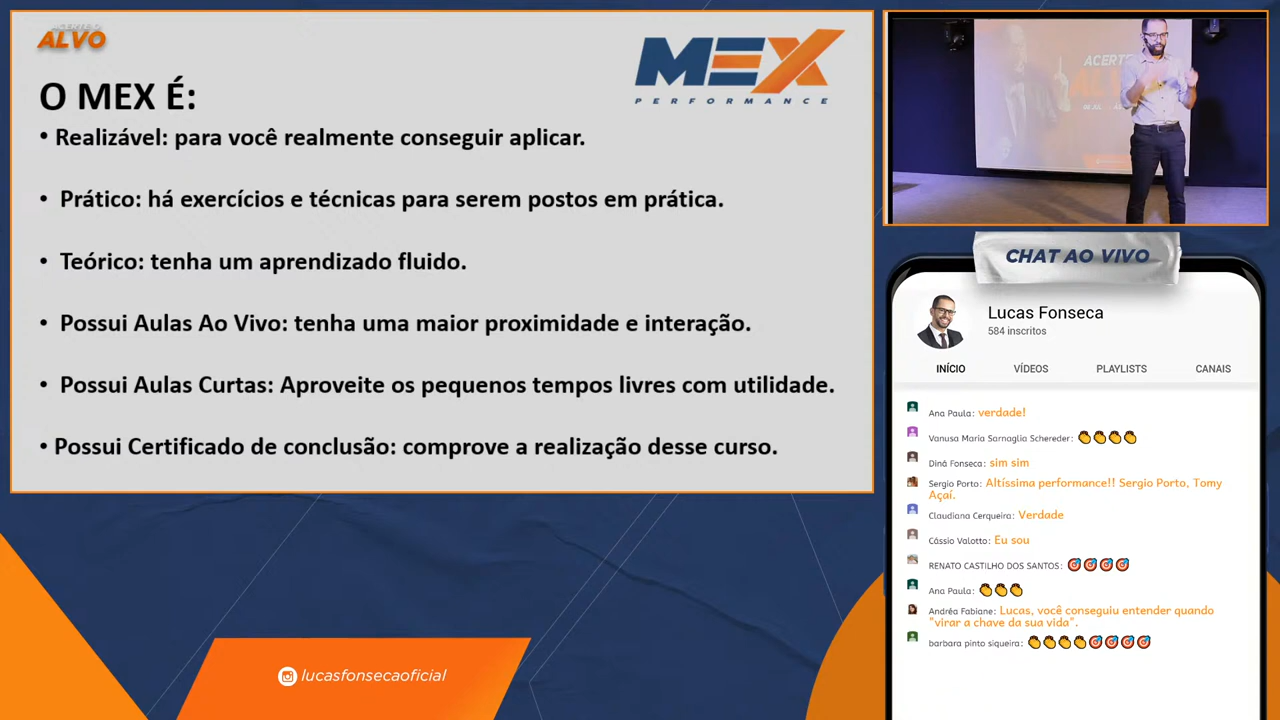 ACERTE O
ALVO
MEX
PERFORMANCE
O MEX É:
• Realizável: para você realmente conseguir aplicar.
• Prático: há exercícios e técnicas para serem postos em prática.
• Teórico: tenha um aprendizado fluido.
• Possui Aulas Ao Vivo: tenha uma maior proximidade e interação.
• Possui Aulas Curtas: Aproveite os pequenos tempos livres com utilidade.
• Possui Certificado de conclusão: comprove a realização desse curso.
lucasfonsecaoficial
ACERTE
CHAT AO VIVO
Lucas Fonseca
584 inscritos
INÍCIO VÍDEOS PLAYLISTS CANAIS
Ana Paula: verdade!
Vanusa Maria Sarnaglia Schereder: 👏👏👏👏
Diná Fonseca: sim sim
Sergio Porto: Altíssima performance!! Sergio Porto, Tomy
Açaí.
Claudiana Cerqueira: Verdade
Cássio Valotto: Eu sou
RENATO CASTILHO DOS SANTOS: 🎯🎯🎯🎯
Ana Paula: 👏👏👏
Andréa Fabiane: Lucas, você conseguiu entender quando
"virar a chave da sua vida".
barbara pinto siqueira: 👏👏👏👏🎯🎯🎯🎯